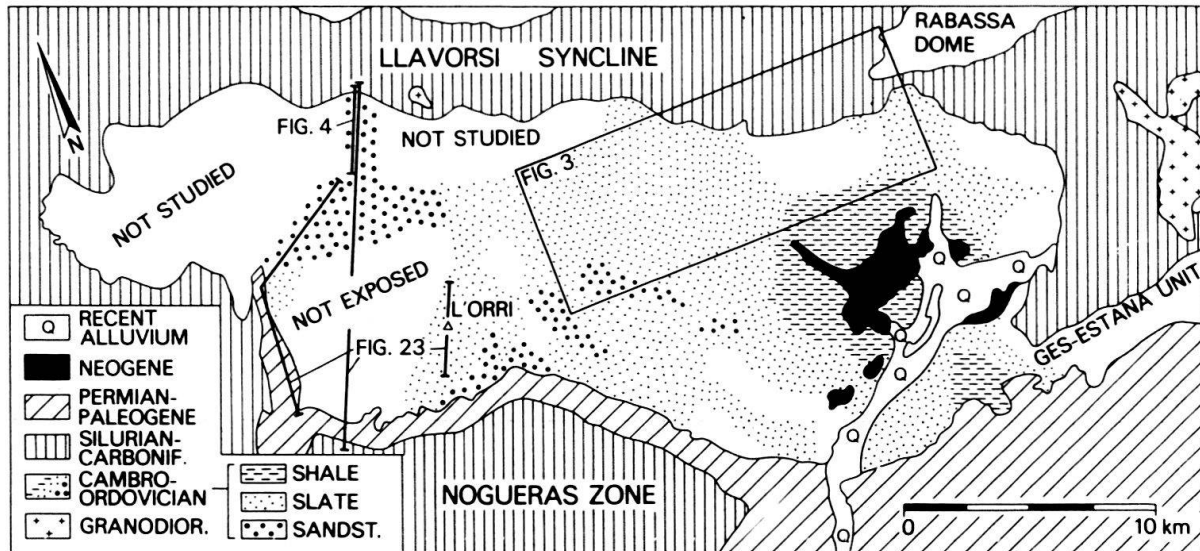 RABASSA
DOME
LLAVORSI SYNCLINE
N
FIG. 4
NOT STUDIED
FIG. 3
NOT STUDIED
NOT EXPOSED
L'ORRI
FIG. 23
GES-ESTANA UNIT
NOGUERAS ZONE
Q
Q
Q
Q
Q
Q
Q
Q RECENT
ALLUVIUM
NEOGENE
PERMIAN-
PALEOGENE
SILURIAN-
CARBONIF.
CAMBRO-
ORDOVICIAN
GRANODIOR.
SHALE
SLATE
SANDST.
0 10 km